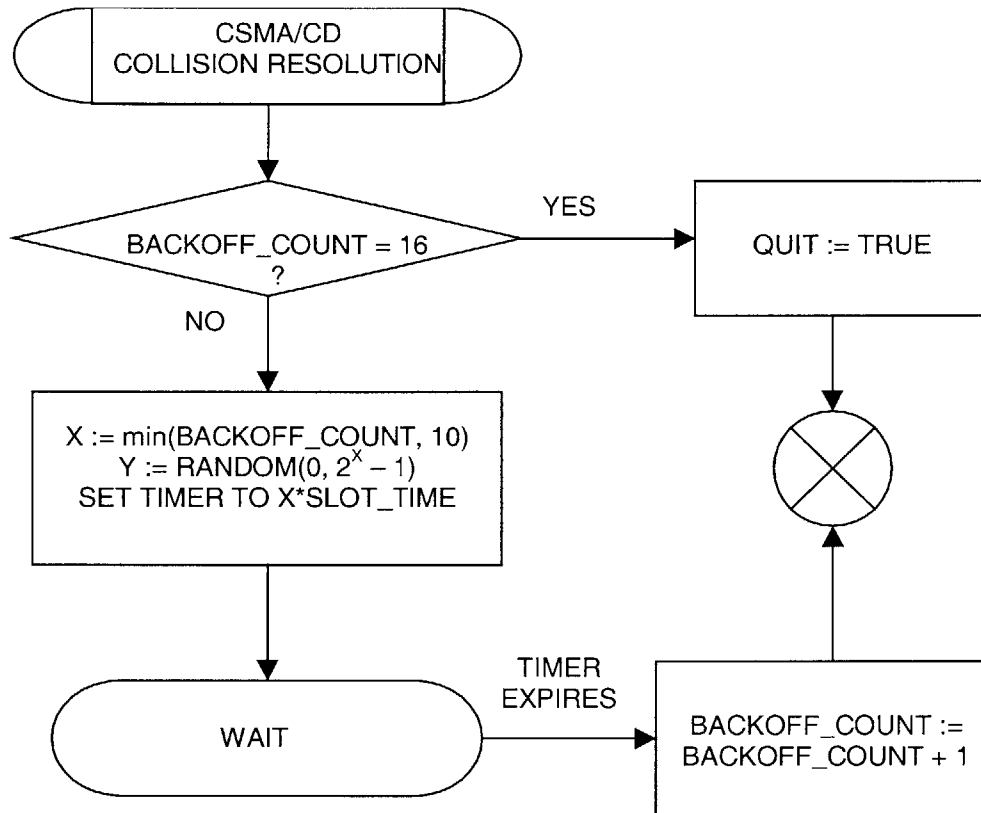 CSMA/CD
COLLISION RESOLUTION
BACKOFF_COUNT = 16
?
YES
QUIT := TRUE
NO
X := min(BACKOFF_COUNT, 10)
Y := RANDOM(0, 2^X – 1)
SET TIMER TO X*SLOT_TIME
WAIT
TIMER
EXPIRES
BACKOFF_COUNT :=
BACKOFF_COUNT + 1